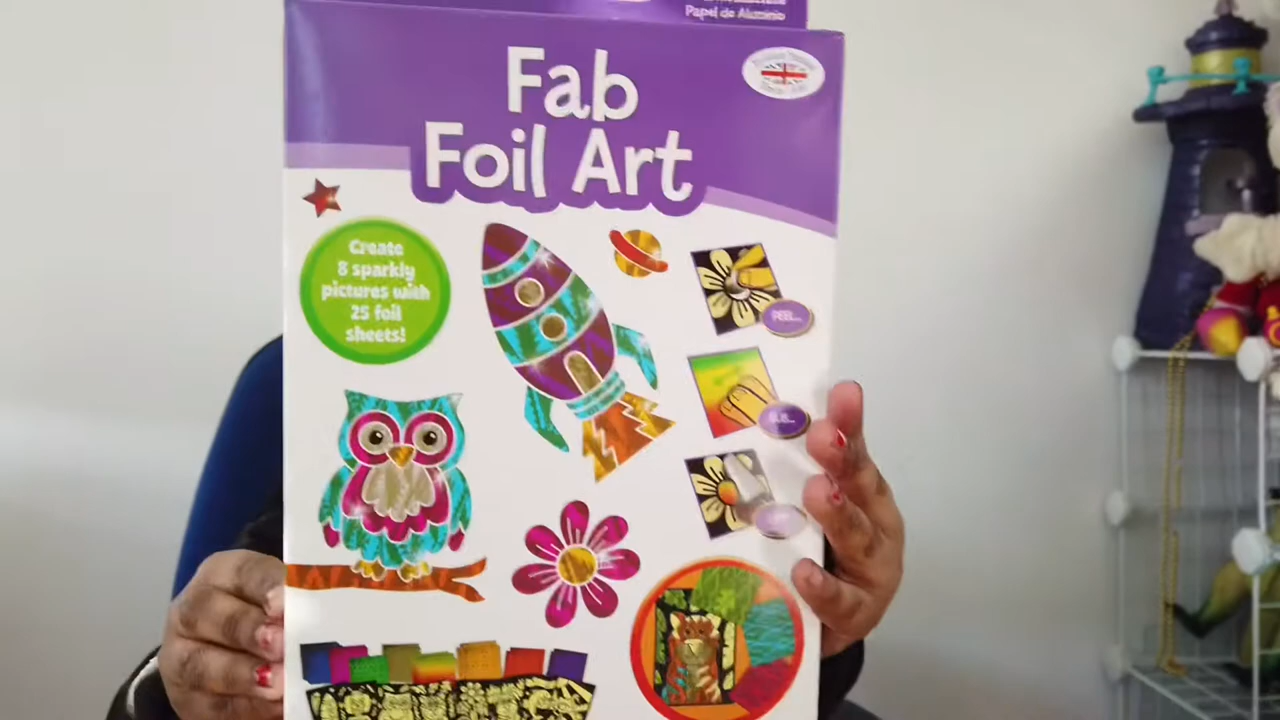 Papel de Aluminio
Fab
Foil Art
Create
8 sparkly
pictures with
25 foil
sheets!
PEEL...